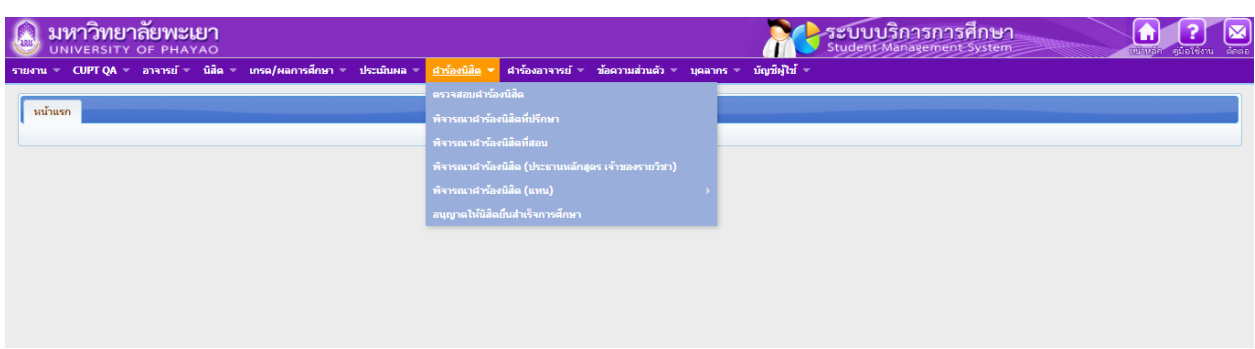 มหาวิทยาลัยพะเยา
UNIVERSITY OF PHAYAO
ระบบบริการการศึกษา
Student Management System
หน้าหลัก คู่มือใช้งาน ติดต่อ
รายงาน CUPT QA อาจารย์ นิสิต เกรด/ผลการศึกษา ประเมินผล คำร้องนิสิต คำร้องอาจารย์ ข้อความส่วนตัว บุคลากร บัญชีผู้ใช้
หน้าแรก
ตรวจสอบคำร้องนิสิต
พิจารณาคำร้องนิสิตที่ปรึกษา
พิจารณาคำร้องนิสิตที่สอน
พิจารณาคำร้องนิสิต (ประธานหลักสูตร เจ้าของรายวิชา)
พิจารณาคำร้องนิสิต (แทน)
อนุญาตให้นิสิตยื่นสำเร็จการศึกษา